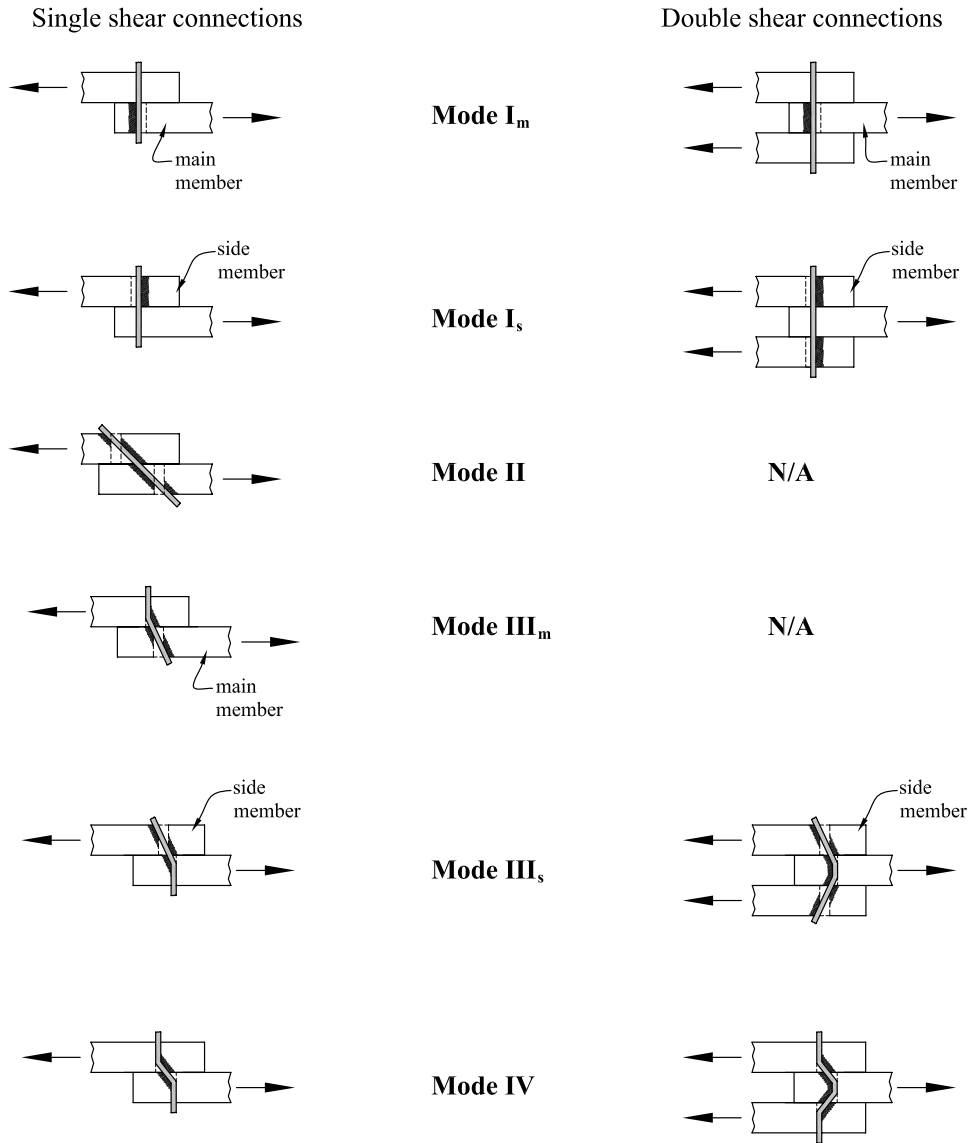 Single shear connections
Double shear connections
Mode Iₘ
main
member
main
member
side
member
Mode Iₛ
side
member
Mode II
N/A
Mode IIIₘ
N/A
main
member
side
member
Mode IIIₛ
side
member
Mode IV